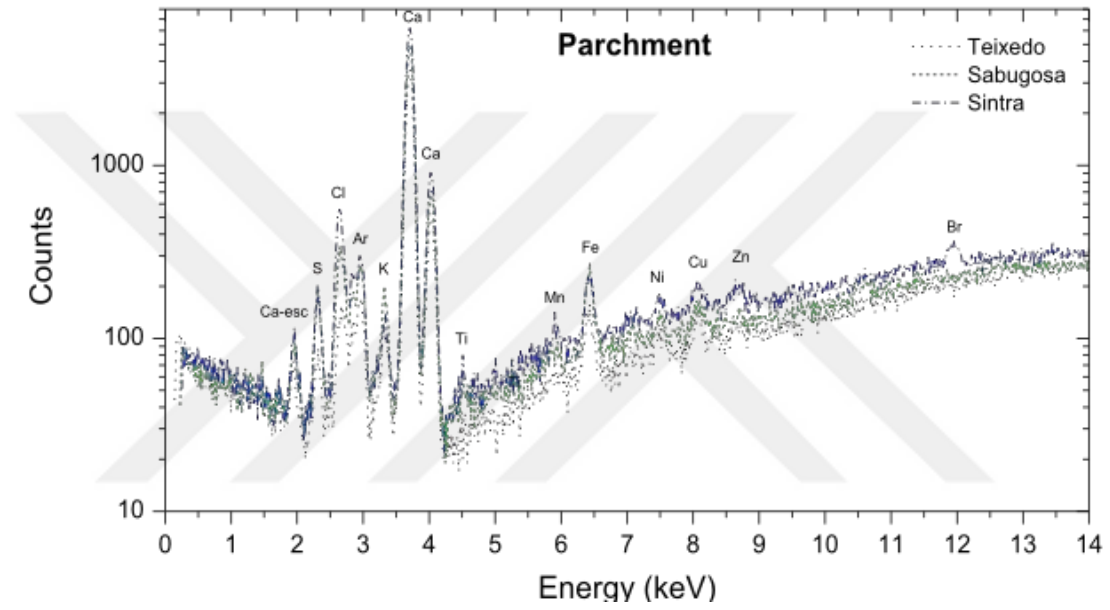 Parchment
Teixedo
Sabugosa
Sintra
Ca
Ca
Cl
Ar
S
K
Ca-esc
Ti
Mn
Fe
Ni
Cu
Zn
Br
Counts
1000
100
10
0 1 2 3 4 5 6 7 8 9 10 11 12 13 14
Energy (keV)